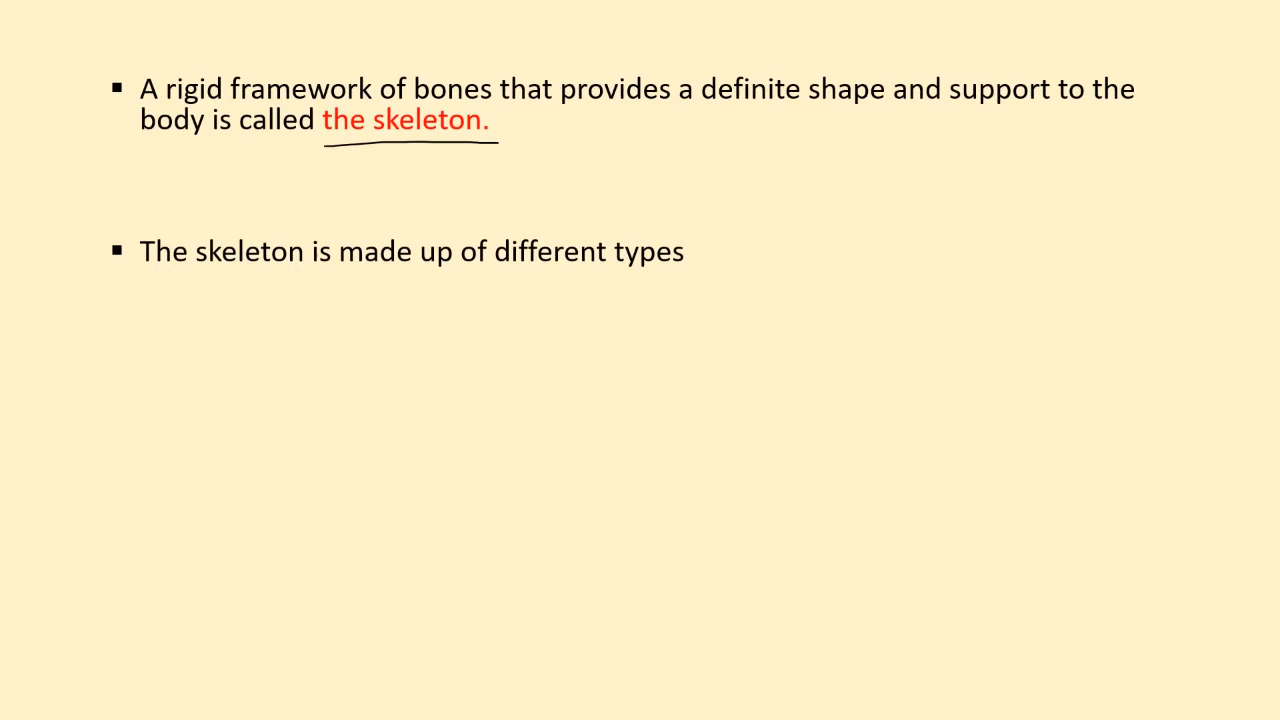 ▪ A rigid framework of bones that provides a definite shape and support to the
body is called the skeleton.
▪ The skeleton is made up of different types